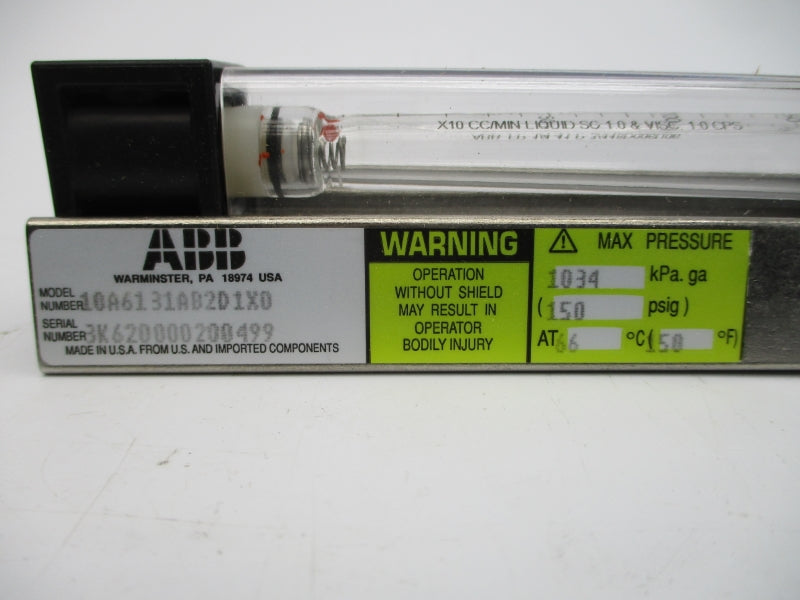 X10 CC/MIN LIQUID SG 1.0 & VISC. 1.0 CPS
ABB
WARMINSTER, PA 18974 USA
MODEL
NUMBER 10A6131AB2D1X0
SERIAL
NUMBER 3K620000200499
MADE IN U.S.A. FROM U.S. AND IMPORTED COMPONENTS
WARNING
OPERATION
WITHOUT SHIELD
MAY RESULT IN
OPERATOR
BODILY INJURY
MAX PRESSURE
1034 kPa. ga
(150 psig)
AT 66 °C (150 °F)